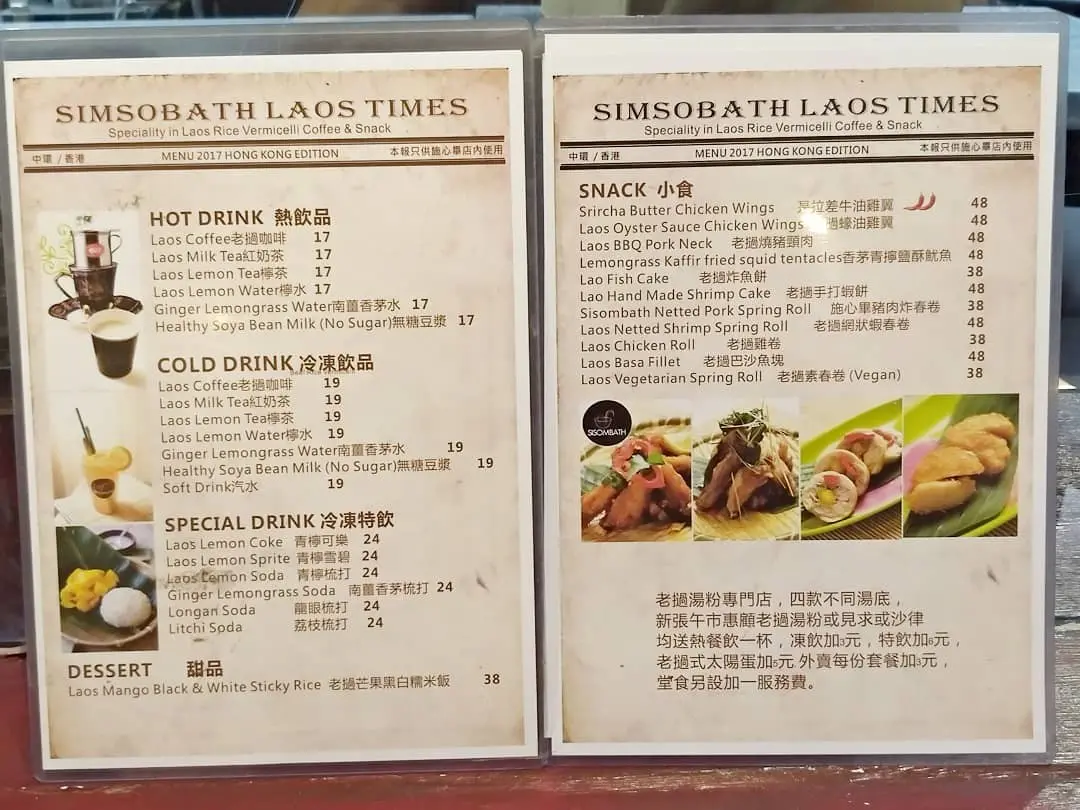 SIMSOBATH LAOS TIMES
Speciality in Laos Rice Vermicelli Coffee & Snack
中環 / 香港 MENU 2017 HONG KONG EDITION 本報只供施心畢店內使用
HOT DRINK 熱飲品
Laos Coffee老撾咖啡 17
Laos Milk Tea紅奶茶 17
Laos Lemon Tea檸茶 17
Laos Lemon Water檸水 17
Ginger Lemongrass Water南薑香茅水 17
Healthy Soya Bean Milk (No Sugar)無糖豆漿 17
COLD DRINK 冷凍飲品
Laos Coffee老撾咖啡 19
Laos Milk Tea紅奶茶 19
Laos Lemon Tea檸茶 19
Laos Lemon Water檸水 19
Ginger Lemongrass Water南薑香茅水 19
Healthy Soya Bean Milk (No Sugar)無糖豆漿 19
Soft Drink汽水 19
SPECIAL DRINK 冷凍特飲
Laos Lemon Coke 青檸可樂 24
Laos Lemon Sprite 青檸雪碧 24
Laos Lemon Soda 青檸梳打 24
Ginger Lemongrass Soda 南薑香茅梳打 24
Longan Soda 龍眼梳打 24
Litchi Soda 荔枝梳打 24
DESSERT 甜品
Laos Mango Black & White Sticky Rice 老撾芒果黑白糯米飯 38
SIMSOBATH LAOS TIMES
Speciality in Laos Rice Vermicelli Coffee & Snack
中環 / 香港 MENU 2017 HONG KONG EDITION 本報只供施心畢店內使用
SNACK 小食
Srircha Butter Chicken Wings 是拉差牛油雞翼 48
Laos Oyster Sauce Chicken Wings 撾蠔油雞翼 48
Laos BBQ Pork Neck 老撾燒豬頸肉 48
Lemongrass Kaffir fried squid tentacles香茅青檸鹽酥魷魚 48
Lao Fish Cake 老撾炸魚餅 38
Lao Hand Made Shrimp Cake 老撾手打蝦餅 48
Sisombath Netted Pork Spring Roll 施心畢豬肉炸春卷 38
Laos Netted Shrimp Spring Roll 老撾網狀蝦春卷 48
Laos Chicken Roll 老撾雞卷 38
Laos Basa Fillet 老撾巴沙魚塊 48
Laos Vegetarian Spring Roll 老撾素春卷 (Vegan) 38
SISOMBATH
老撾湯粉專門店，四款不同湯底，
新張午市惠顧老撾湯粉或見求或沙律
均送熱餐飲一杯，凍飲加3元，特飲加6元，
老撾式太陽蛋加5元.外賣每份套餐加3元，
堂食另設加一服務費。